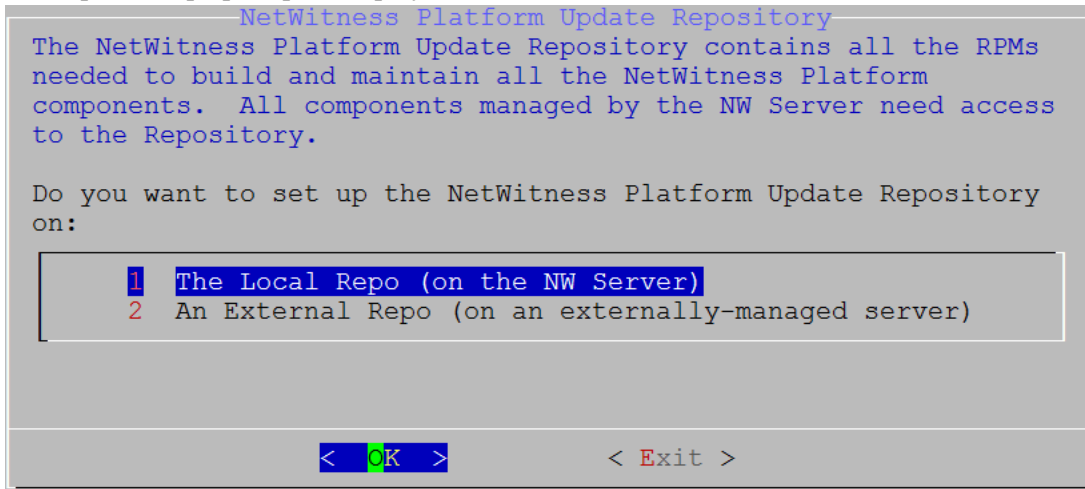 NetWitness Platform Update Repository
The NetWitness Platform Update Repository contains all the RPMs
needed to build and maintain all the NetWitness Platform
components.  All components managed by the NW Server need access
to the Repository.
Do you want to set up the NetWitness Platform Update Repository
on:
1  The Local Repo (on the NW Server)
2  An External Repo (on an externally-managed server)
<  OK  >  < Exit >